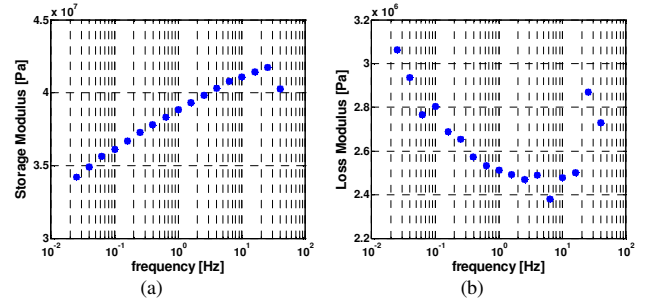 4.5 x 10^7
4
3.5
3
Storage Modulus [Pa]
10^-2 10^-1 10^0 10^1 10^2
frequency [Hz]
(a)
x 10^6
3
2.8
2.6
2.4
2.2
Loss Modulus [Pa]
10^-2 10^-1 10^0 10^1 10^2
frequency [Hz]
(b)